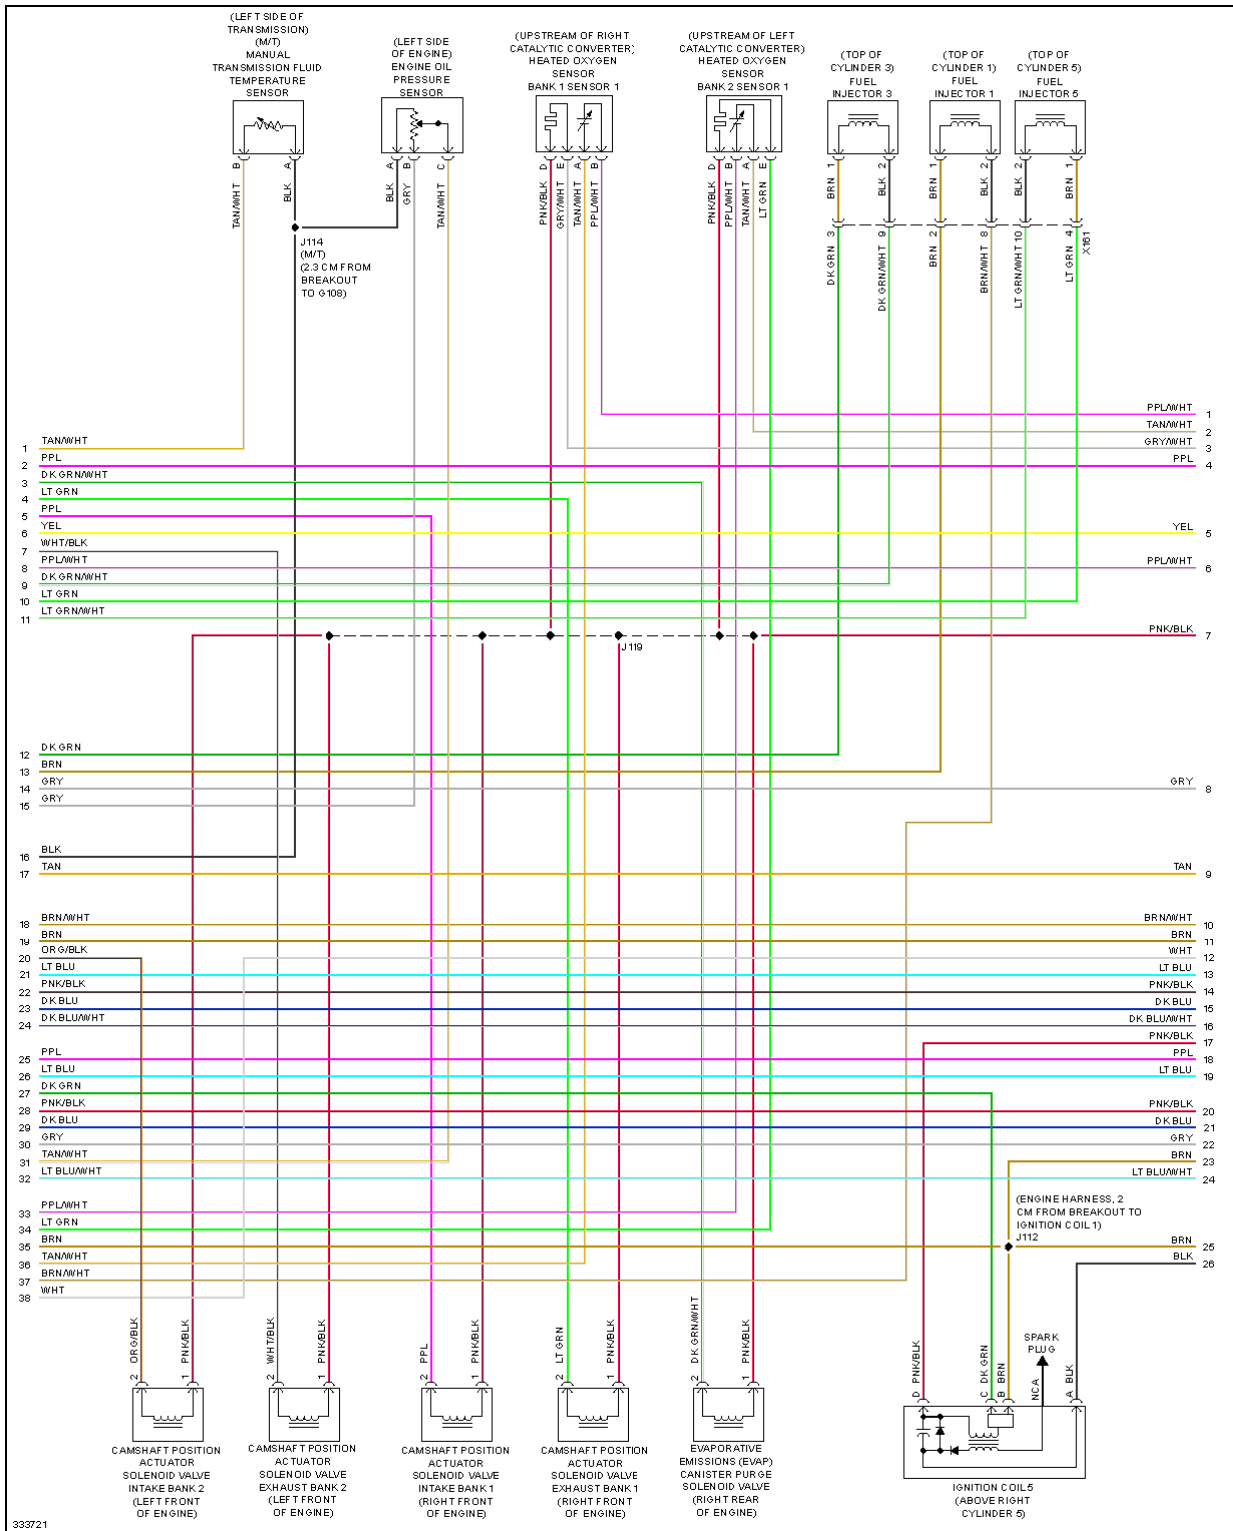 (LEFT SIDE OF
TRANSMISSION)
(M/T)
MANUAL
TRANSMISSION FLUID
TEMPERATURE
SENSOR
(LEFT SIDE
OF ENGINE)
ENGINE OIL
PRESSURE
SENSOR
(UPSTREAM OF RIGHT
CATALYTIC CONVERTER)
HEATED OXYGEN
SENSOR
BANK 1 SENSOR 1
(UPSTREAM OF LEFT
CATALYTIC CONVERTER)
HEATED OXYGEN
SENSOR
BANK 2 SENSOR 1
(TOP OF
CYLINDER 3)
FUEL
INJECTOR 3
(TOP OF
CYLINDER 1)
FUEL
INJECTOR 1
(TOP OF
CYLINDER 5)
FUEL
INJECTOR 5
B
A
A
B
C
D
E
A
B
D
B
A
E
1
2
1
2
2
1
TAN/WHT
BLK
BLK
GRY
TAN/WHT
PNK/BLK
GRY/WHT
TAN/WHT
PPL/WHT
PNK/BLK
PPL/WHT
TAN/WHT
LT GRN
BRN
BLK
BRN
BLK
BLK
BRN
3
9
2
8
10
4
X161
DK GRN
DK GRN/WHT
BRN
BRN/WHT
LT GRN/WHT
LT GRN
J114
(M/T)
(2.3 CM FROM
BREAKOUT
TO G108)
PPL/WHT 1
TAN/WHT 2
GRY/WHT 3
1 TAN/WHT
2 PPL
PPL 4
3 DK GRN/WHT
4 LT GRN
5 PPL
6 YEL
YEL 5
7 WHT/BLK
8 PPL/WHT
PPL/WHT 6
9 DK GRN/WHT
10 LT GRN
11 LT GRN/WHT
J119
PNK/BLK 7
12 DK GRN
13 BRN
14 GRY
GRY 8
15 GRY
16 BLK
17 TAN
TAN 9
18 BRN/WHT
BRN/WHT 10
19 BRN
BRN 11
20 ORG/BLK
WHT 12
21 LT BLU
LT BLU 13
22 PNK/BLK
PNK/BLK 14
23 DK BLU
DK BLU 15
24 DK BLU/WHT
DK BLU/WHT 16
PNK/BLK 17
25 PPL
PPL 18
26 LT BLU
LT BLU 19
27 DK GRN
28 PNK/BLK
PNK/BLK 20
29 DK BLU
DK BLU 21
30 GRY
GRY 22
31 TAN/WHT
BRN 23
32 LT BLU/WHT
LT BLU/WHT 24
33 PPL/WHT
34 LT GRN
(ENGINE HARNESS, 2
CM FROM BREAKOUT TO
IGNITION COIL 1)
J112
35 BRN
BRN 25
36 TAN/WHT
BLK 26
37 BRN/WHT
38 WHT
2 ORG/BLK
1 PNK/BLK
2 WHT/BLK
1 PNK/BLK
2 PPL
1 PNK/BLK
2 LT GRN
1 PNK/BLK
2 DK GRN/WHT
1 PNK/BLK
D PNK/BLK
C DK GRN
B BRN
NCA
SPARK
PLUG
A BLK
CAMSHAFT POSITION
ACTUATOR
SOLENOID VALVE
INTAKE BANK 2
(LEFT FRONT
OF ENGINE)
CAMSHAFT POSITION
ACTUATOR
SOLENOID VALVE
EXHAUST BANK 2
(LEFT FRONT
OF ENGINE)
CAMSHAFT POSITION
ACTUATOR
SOLENOID VALVE
INTAKE BANK 1
(RIGHT FRONT
OF ENGINE)
CAMSHAFT POSITION
ACTUATOR
SOLENOID VALVE
EXHAUST BANK 1
(RIGHT FRONT
OF ENGINE)
EVAPORATIVE
EMISSIONS (EVAP)
CANISTER PURGE
SOLENOID VALVE
(RIGHT REAR
OF ENGINE)
IGNITION COIL 5
(ABOVE RIGHT
CYLINDER 5)
333721